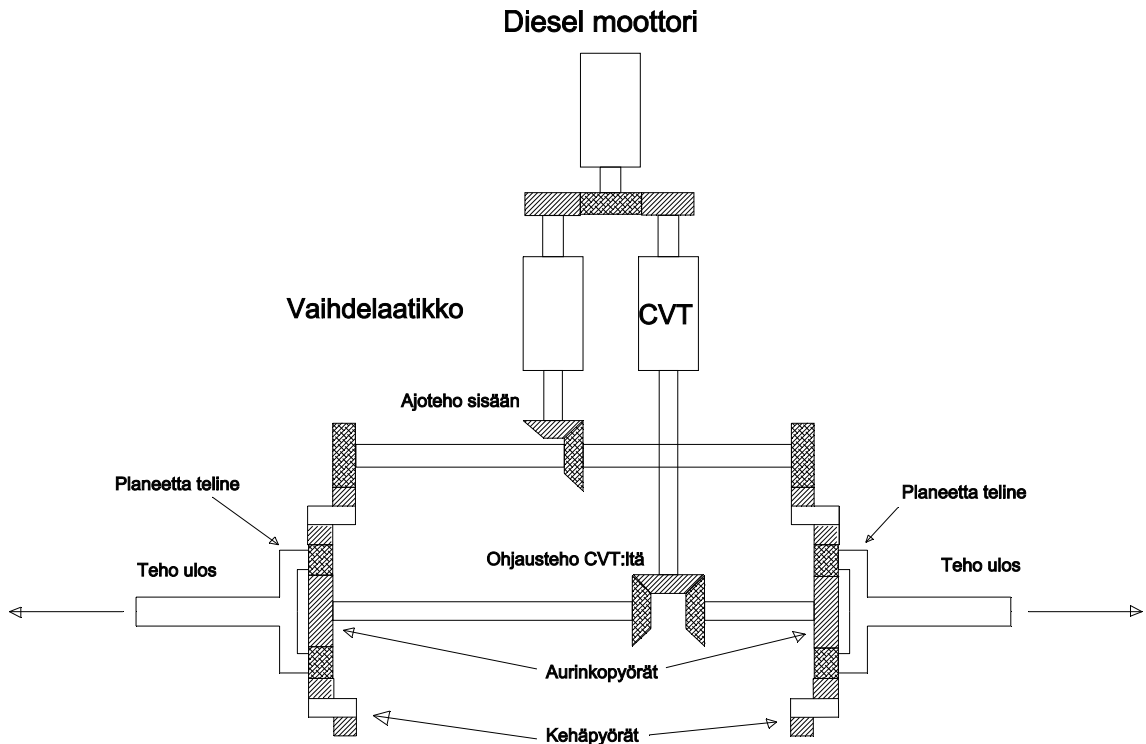 Diesel moottori
Vaihdelaatikko
CVT
Ajoteho sisään
Planeetta teline
Planeetta teline
Ohjausteho CVT:ltä
Teho ulos
Teho ulos
Aurinkopyörät
Kehäpyörät